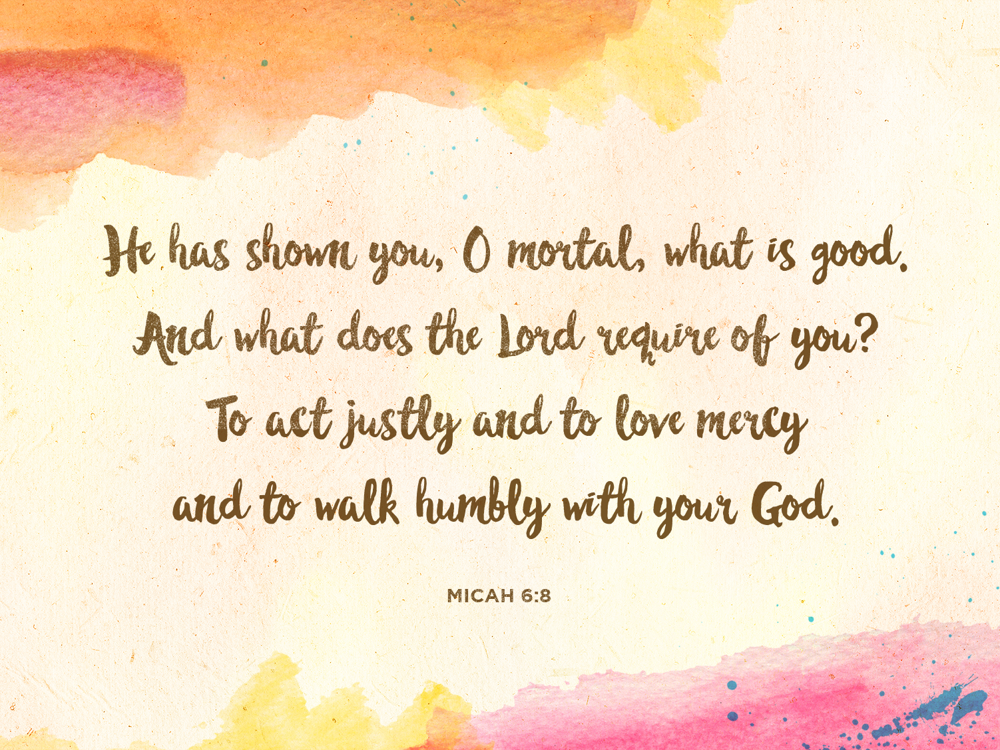 He has shown you, O mortal, what is good.
And what does the Lord require of you?
To act justly and to love mercy
and to walk humbly with your God.
MICAH 6:8